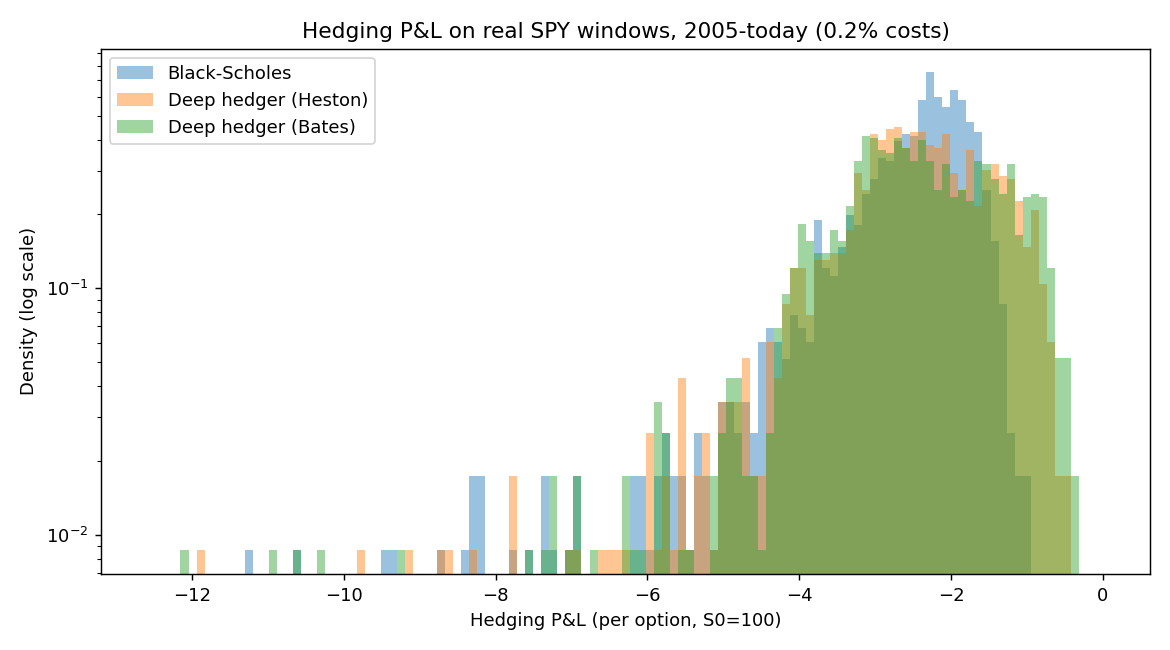 Hedging P&L on real SPY windows, 2005-today (0.2% costs)
Black-Scholes
Deep hedger (Heston)
Deep hedger (Bates)
Density (log scale)
10⁻¹
10⁻²
−12 −10 −8 −6 −4 −2 0
Hedging P&L (per option, S0=100)